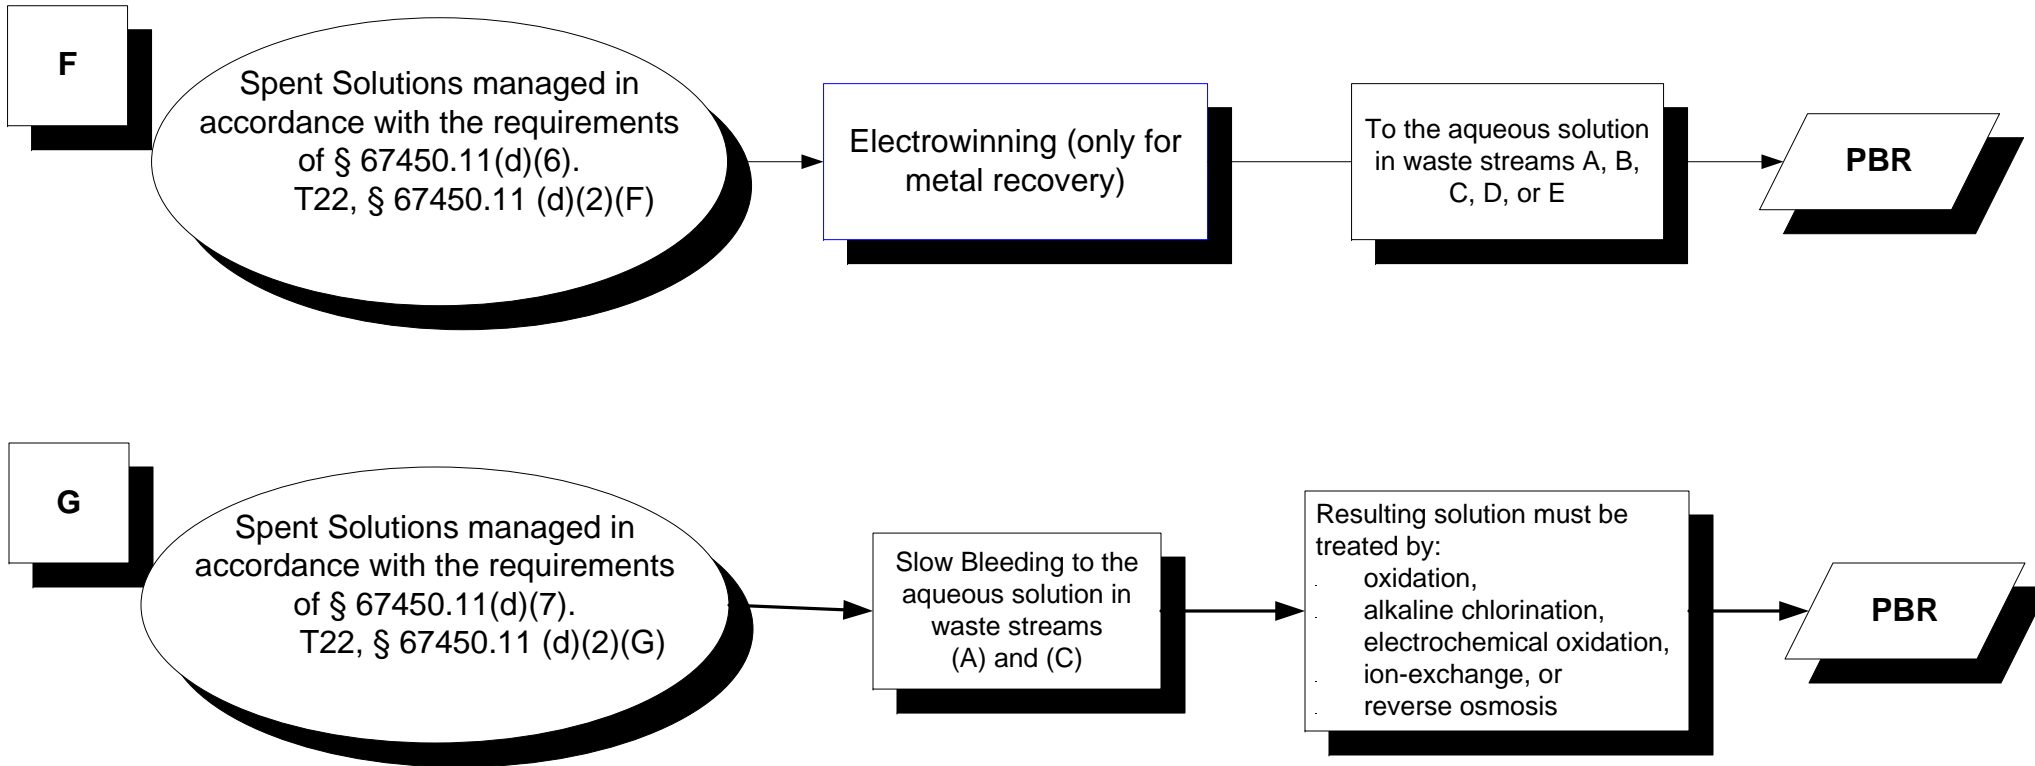 F
Spent Solutions managed in
accordance with the requirements
of § 67450.11(d)(6).
T22, § 67450.11 (d)(2)(F)
Electrowinning (only for
metal recovery)
To the aqueous solution
in waste streams A, B,
C, D, or E
PBR
G
Spent Solutions managed in
accordance with the requirements
of § 67450.11(d)(7).
T22, § 67450.11 (d)(2)(G)
Slow Bleeding to the
aqueous solution in
waste streams
(A) and (C)
Resulting solution must be
treated by:
. oxidation,
. alkaline chlorination,
electrochemical oxidation,
. ion-exchange, or
. reverse osmosis
PBR